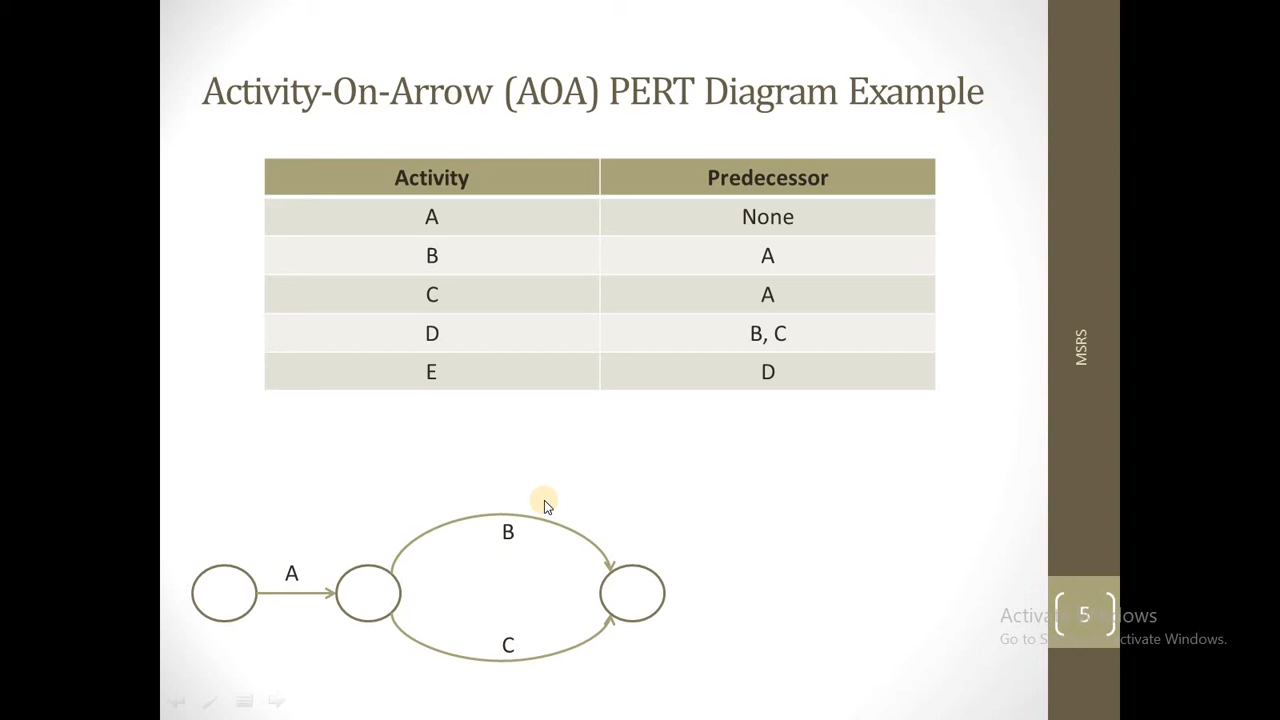 Activity-On-Arrow (AOA) PERT Diagram Example
Activity Predecessor
A None
B A
C A
D B, C
E D
MSRS
B
A
C
5
Activate Windows
Go to S ctivate Windows.